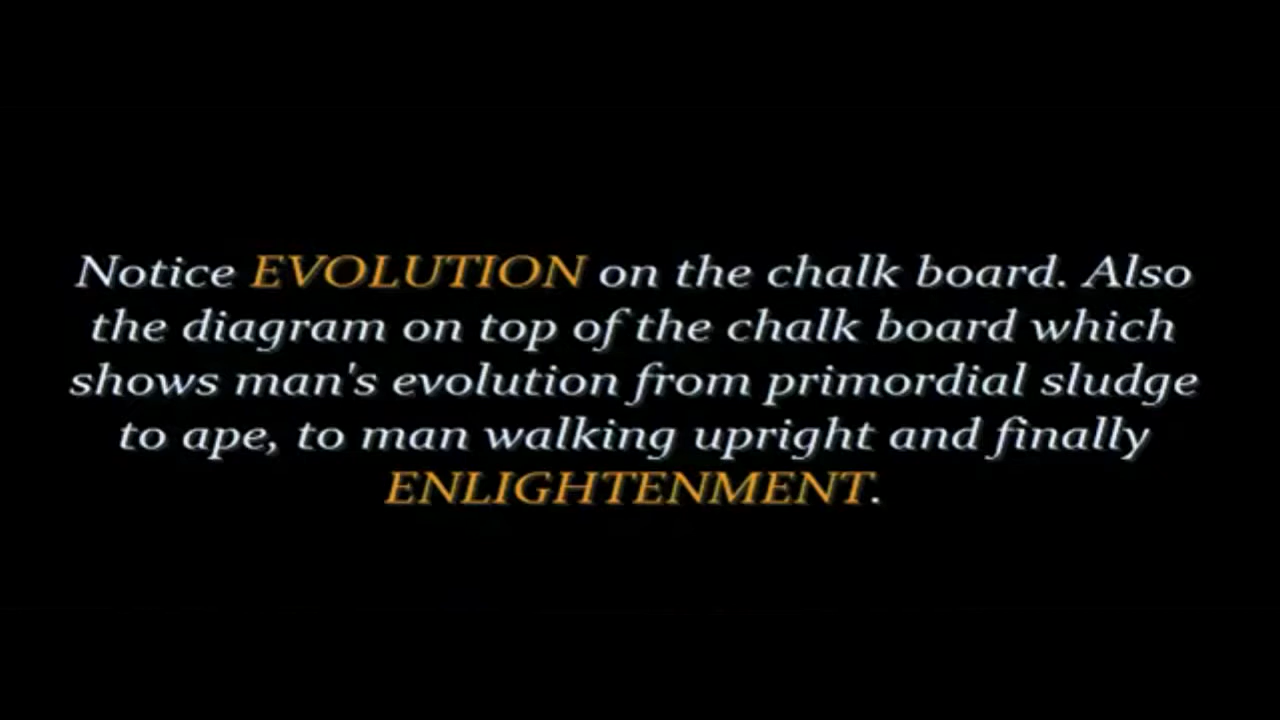 Notice EVOLUTION on the chalk board. Also
the diagram on top of the chalk board which
shows man's evolution from primordial sludge
to ape, to man walking upright and finally
ENLIGHTENMENT.